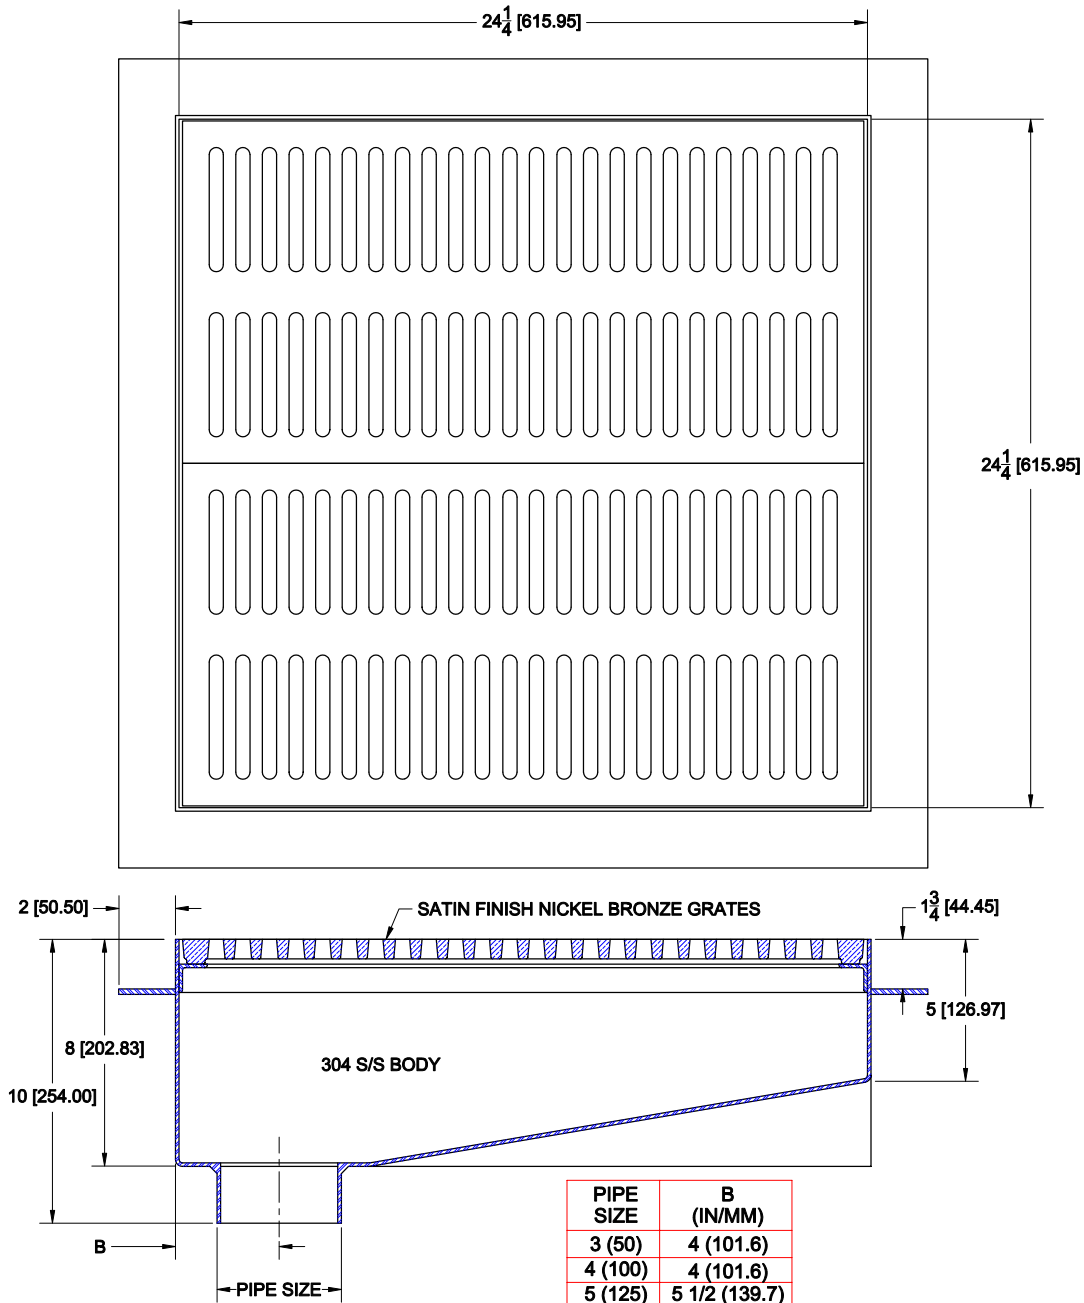 24 1/4 [615.95]
24 1/4 [615.95]
2 [50.50]
SATIN FINISH NICKEL BRONZE GRATES
1 3/4 [44.45]
5 [126.97]
8 [202.83]
304 S/S BODY
10 [254.00]
B
PIPE SIZE
PIPE SIZE B (IN/MM)
3 (50) 4 (101.6)
4 (100) 4 (101.6)
5 (125) 5 1/2 (139.7)